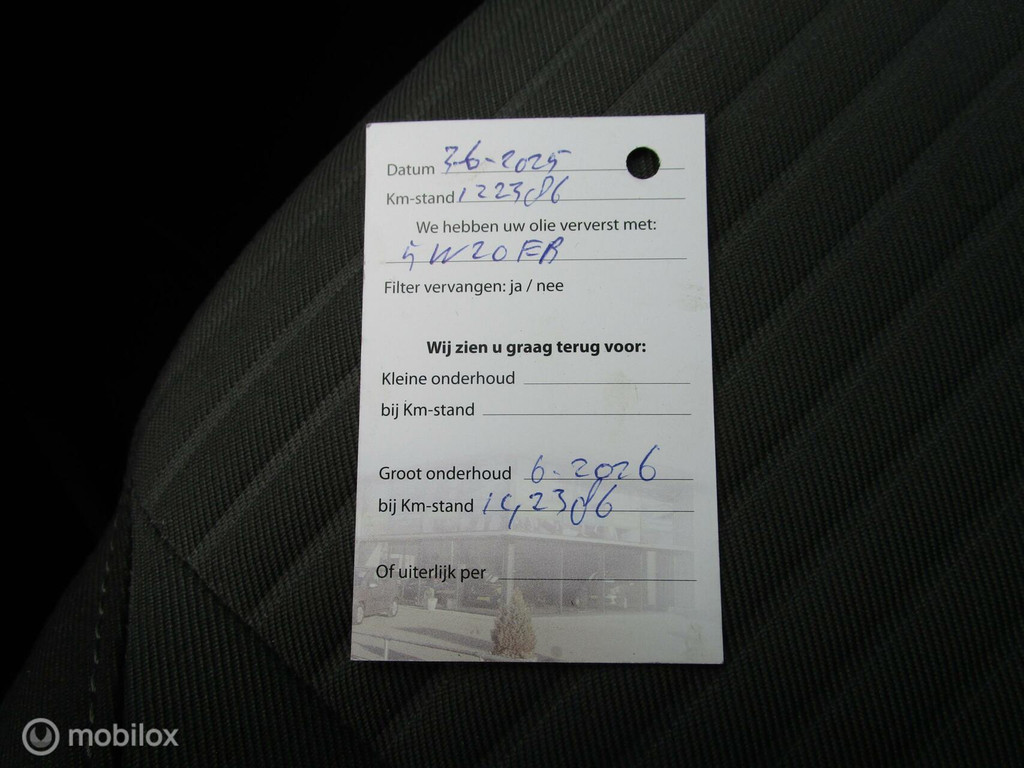 Datum 3-6-2025
Km-stand 122386
We hebben uw olie ververst met:
5W20FB
Filter vervangen: ja / nee
Wij zien u graag terug voor:
Kleine onderhoud
bij Km-stand
Groot onderhoud 6-2026
bij Km-stand 142386
Of uiterlijk per
mobilox